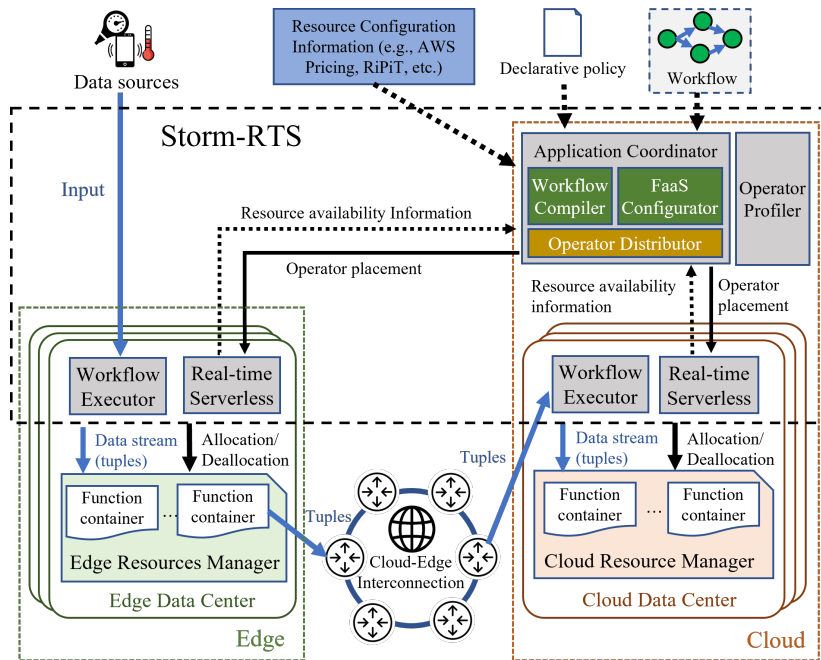 Resource Configuration
Information (e.g., AWS
Pricing, RiPiT, etc.)
Data sources
Declarative policy
Workflow
Storm-RTS
Application Coordinator
Workflow
Compiler
FaaS
Configurator
Operator Distributor
Operator
Profiler
Input
Resource availability Information
Operator placement
Resource availability
information
Operator
placement
Workflow
Executor
Real-time
Serverless
Workflow
Executor
Real-time
Serverless
Data stream
(tuples)
Allocation/
Deallocation
Function
container
...
Function
container
Edge Resources Manager
Edge Data Center
Edge
Tuples
Cloud-Edge
Interconnection
Tuples
Data stream
(tuples)
Allocation/
Deallocation
Function
container
...
Function
container
Cloud Resource Manager
Cloud Data Center
Cloud